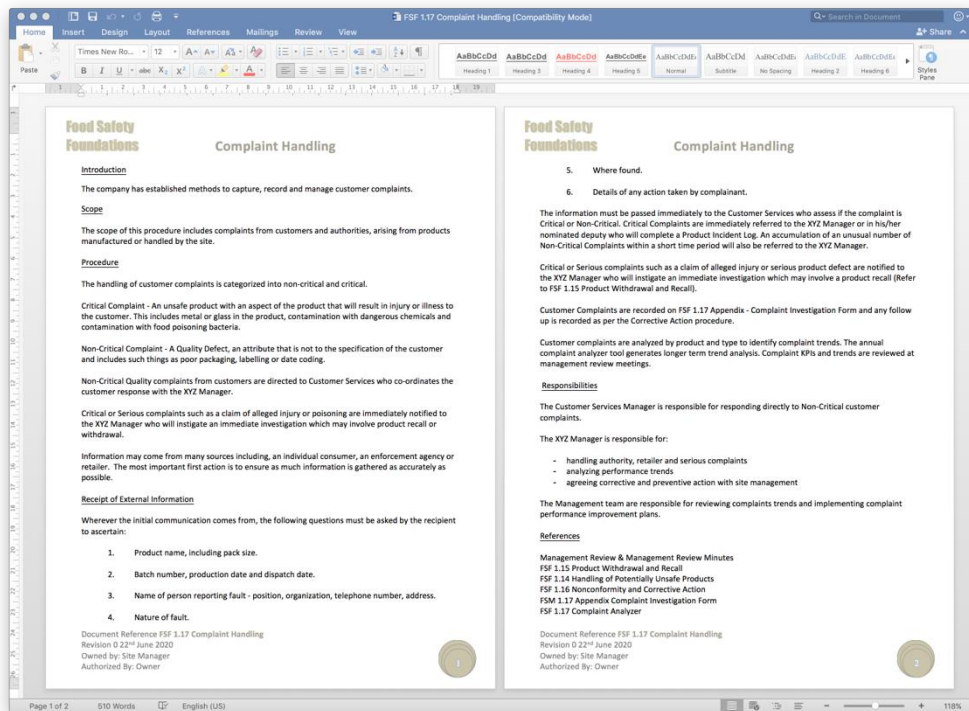 FSF 1.17 Complaint Handling [Compatibility Mode]
Search in Document
Home Insert Design Layout References Mailings Review View
Share
Paste
Times New Ro...
12
AaBbCcDd AaBbCcDd AaBbCcDd AaBbCcDdEe AaBbCcDdEe AaBbCcDd AaBbCcDdEe AaBbCcDdE AaBbCcDdEe
Heading 1 Heading 3 Heading 4 Heading 5 Normal Subtitle No Spacing Heading 2 Heading 6
Styles
Pane
Food Safety
Foundations
Complaint Handling
Introduction
The company has established methods to capture, record and manage customer complaints.
Scope
The scope of this procedure includes complaints from customers and authorities, arising from products
manufactured or handled by the site.
Procedure
The handling of customer complaints is categorized into non-critical and critical.
Critical Complaint - An unsafe product with an aspect of the product that will result in injury or illness to
the customer. This includes metal or glass in the product, contamination with dangerous chemicals and
contamination with food poisoning bacteria.
Non-Critical Complaint - A Quality Defect, an attribute that is not to the specification of the customer
and includes such things as poor packaging, labelling or date coding.
Non-Critical Quality complaints from customers are directed to Customer Services who co-ordinates the
customer response with the XYZ Manager.
Critical or Serious complaints such as a claim of alleged injury or poisoning are immediately notified to
the XYZ Manager who will instigate an immediate investigation which may involve product recall or
withdrawal.
Information may come from many sources including, an individual consumer, an enforcement agency or
retailer. The most important first action is to ensure as much information is gathered as accurately as
possible.
Receipt of External Information
Wherever the initial communication comes from, the following questions must be asked by the recipient
to ascertain:
1. Product name, including pack size.
2. Batch number, production date and dispatch date.
3. Name of person reporting fault - position, organization, telephone number, address.
4. Nature of fault.
Document Reference FSF 1.17 Complaint Handling
Revision 0 22nd June 2020
Owned by: Site Manager
Authorized By: Owner
1
Food Safety
Foundations
Complaint Handling
5. Where found.
6. Details of any action taken by complainant.
The information must be passed immediately to the Customer Services who assess if the complaint is
Critical or Non-Critical. Critical Complaints are immediately referred to the XYZ Manager or in his/her
nominated deputy who will complete a Product Incident Log. An accumulation of an unusual number of
Non-Critical Complaints within a short time period will also be referred to the XYZ Manager.
Critical or Serious complaints such as a claim of alleged injury or serious product defect are notified to
the XYZ Manager who will instigate an immediate investigation which may involve a product recall (Refer
to FSF 1.15 Product Withdrawal and Recall).
Customer Complaints are recorded on FSF 1.17 Appendix - Complaint Investigation Form and any follow
up is recorded as per the Corrective Action procedure.
Customer complaints are analyzed by product and type to identify complaint trends. The annual
complaint analyzer tool generates longer term trend analysis. Complaint KPIs and trends are reviewed at
management review meetings.
Responsibilities
The Customer Services Manager is responsible for responding directly to Non-Critical customer
complaints.
The XYZ Manager is responsible for:
- handling authority, retailer and serious complaints
- analyzing performance trends
- agreeing corrective and preventive action with site management
The Management team are responsible for reviewing complaints trends and implementing complaint
performance improvement plans.
References
Management Review & Management Review Minutes
FSF 1.15 Product Withdrawal and Recall
FSF 1.14 Handling of Potentially Unsafe Products
FSF 1.16 Nonconformity and Corrective Action
FSM 1.17 Appendix Complaint Investigation Form
FSF 1.17 Complaint Analyzer
Document Reference FSF 1.17 Complaint Handling
Revision 0 22nd June 2020
Owned by: Site Manager
Authorized By: Owner
2
Page 1 of 2 510 Words English (US) 118%